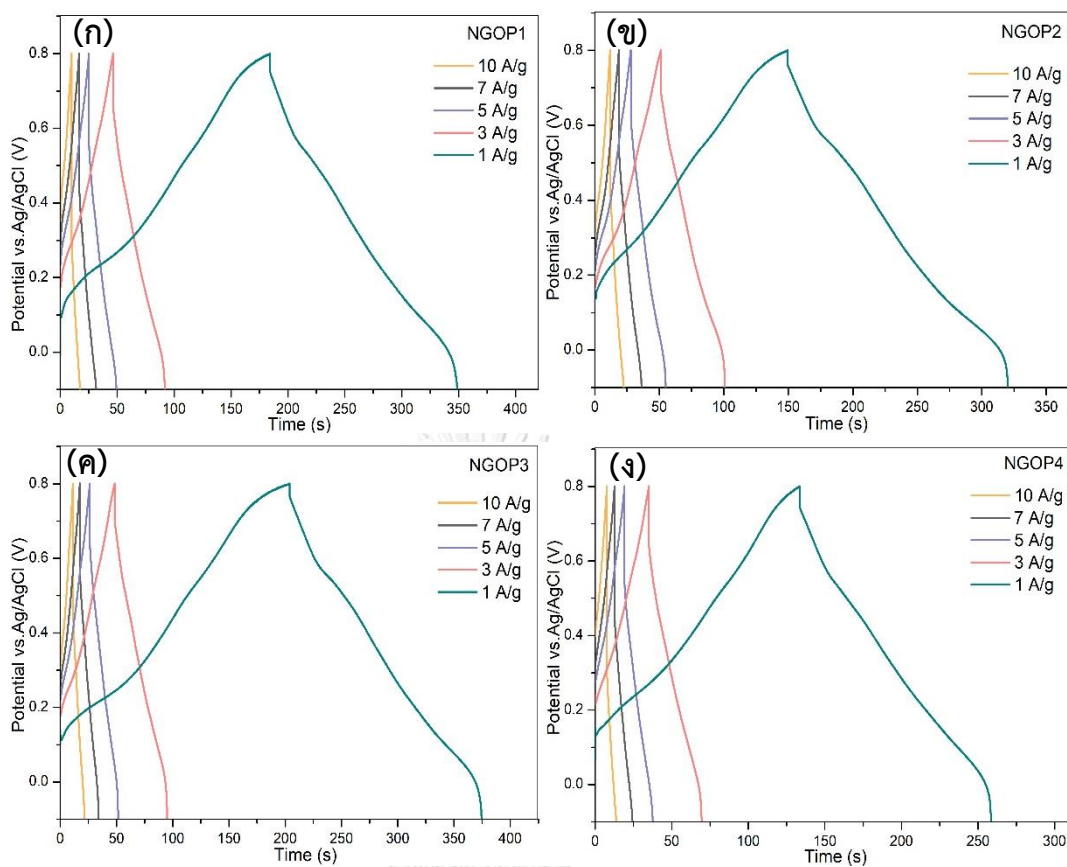 (ก)
NGOP1
10 A/g
7 A/g
5 A/g
3 A/g
1 A/g
Potential vs.Ag/AgCl (V)
0.8
0.6
0.4
0.2
0.0
0 50 100 150 200 250 300 350 400
Time (s)
(ข)
NGOP2
10 A/g
7 A/g
5 A/g
3 A/g
1 A/g
Potential vs.Ag/AgCl (V)
0.8
0.6
0.4
0.2
0.0
0 50 100 150 200 250 300 350
Time (s)
(ค)
NGOP3
10 A/g
7 A/g
5 A/g
3 A/g
1 A/g
Potential vs.Ag/AgCl (V)
0.8
0.6
0.4
0.2
0.0
0 50 100 150 200 250 300 350 400
Time (s)
(ง)
NGOP4
10 A/g
7 A/g
5 A/g
3 A/g
1 A/g
Potential vs.Ag/AgCl (V)
0.8
0.6
0.4
0.2
0.0
0 50 100 150 200 250 300
Time (s)